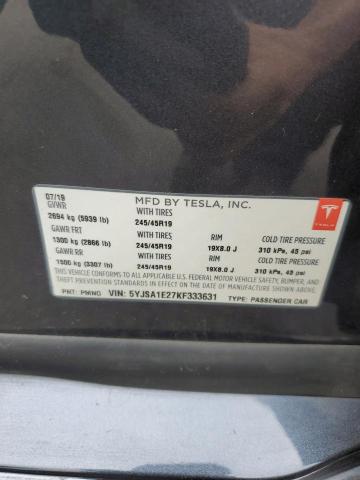 07/19 MFD BY TESLA, INC. TESLA
GVWR WITH TIRES
2694 kg (5939 lb) 245/45R19
GAWR FRT WITH TIRES RIM COLD TIRE PRESSURE
1300 kg (2866 lb) 245/45R19 19X8.0 J 310 kPa, 45 psi
GAWR RR WITH TIRES RIM COLD TIRE PRESSURE
1500 kg (3307 lb) 245/45R19 19X8.0 J 310 kPa, 45 psi
THIS VEHICLE CONFORMS TO ALL APPLICABLE U.S. FEDERAL MOTOR VEHICLE SAFETY, BUMPER, AND
THEFT PREVENTION STANDARDS IN EFFECT ON THE DATE OF MANUFACTURE SHOWN ABOVE.
PNT: PMNG VIN: 5YJSA1E27KF333631 TYPE: PASSENGER CAR